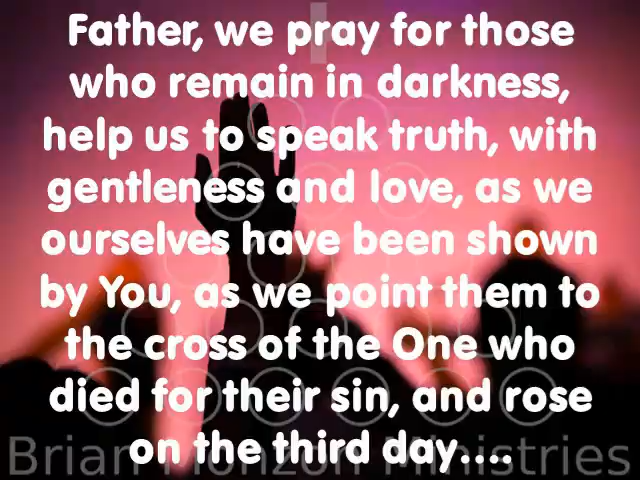 Father, we pray for those
who remain in darkness,
help us to speak truth, with
gentleness and love, as we
ourselves have been shown
by You, as we point them to
the cross of the One who
died for their sin, and rose
on the third day....
Brian Monzon Ministries